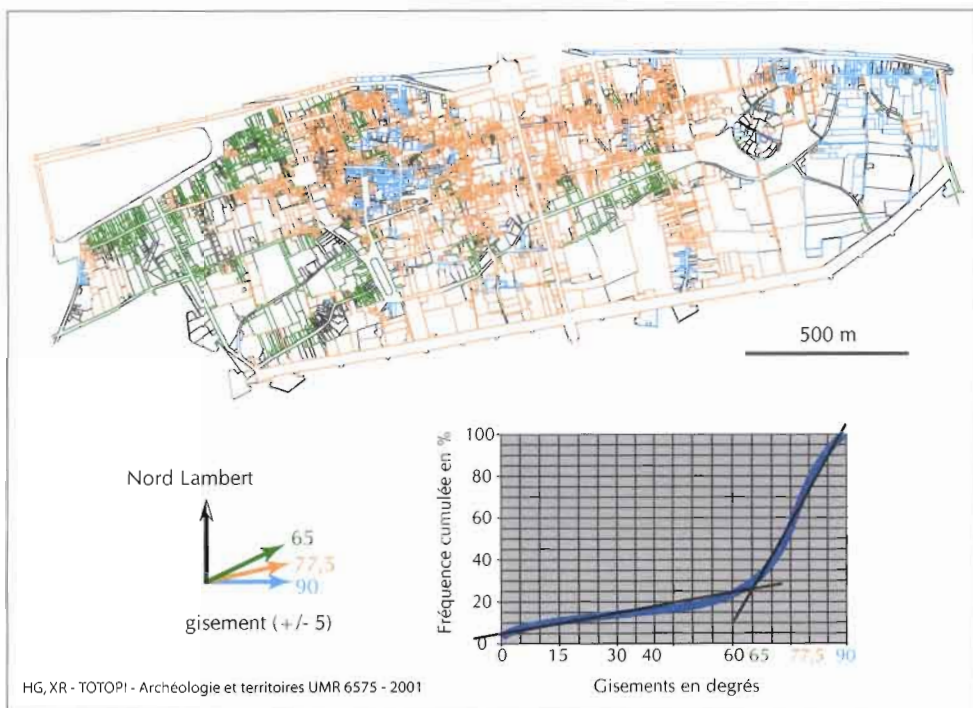 500 m
Nord Lambert
65
77,5
90
gisement (+/- 5)
Fréquence cumulée en %
100
80
60
40
20
0
0 15 30 40 60 65 77,5 90
Gisements en degrés
HG, XR - TOTOPI - Archéologie et territoires UMR 6575 - 2001